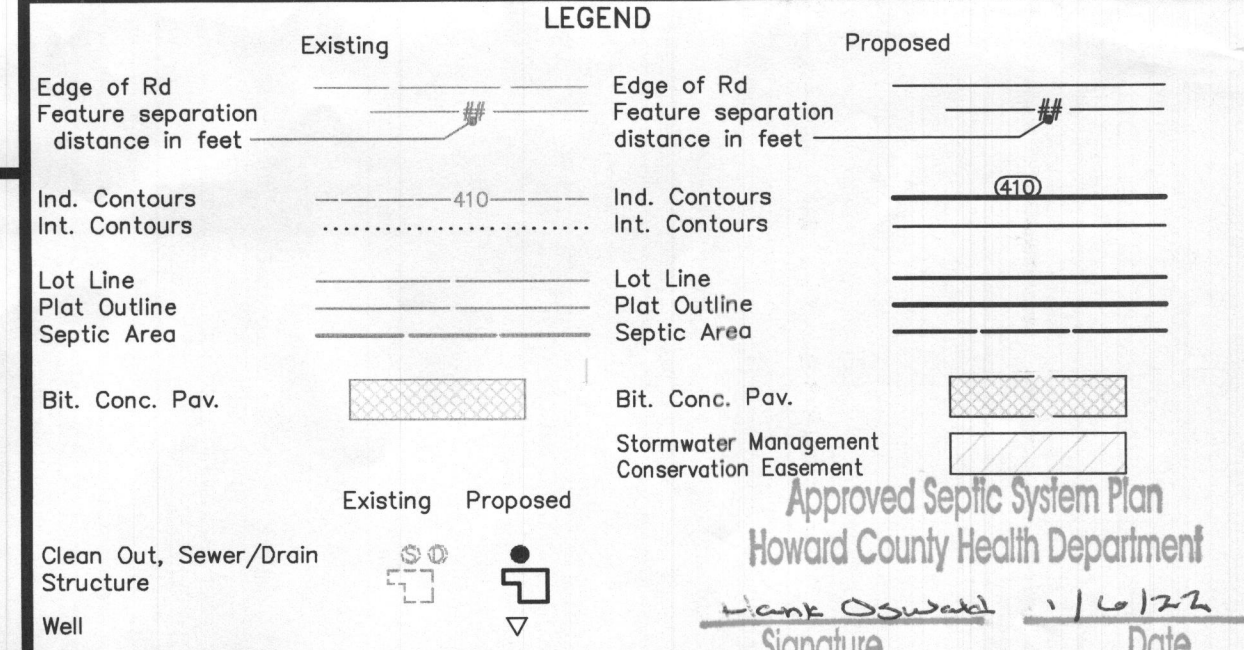 LEGEND
Existing
Proposed
Edge of Rd
Feature separation
distance in feet
##
Ind. Contours
410
Int. Contours
Lot Line
Plat Outline
Septic Area
Bit. Conc. Pav.
Edge of Rd
Feature separation
distance in feet
##
Ind. Contours
410
Int. Contours
Lot Line
Plat Outline
Septic Area
Bit. Conc. Pav.
Stormwater Management
Conservation Easement
Existing Proposed
Clean Out, Sewer/Drain
S D
Structure
Well
Approved Septic System Plan
Howard County Health Department
Hank Oswald 1/6/22
Signature Date